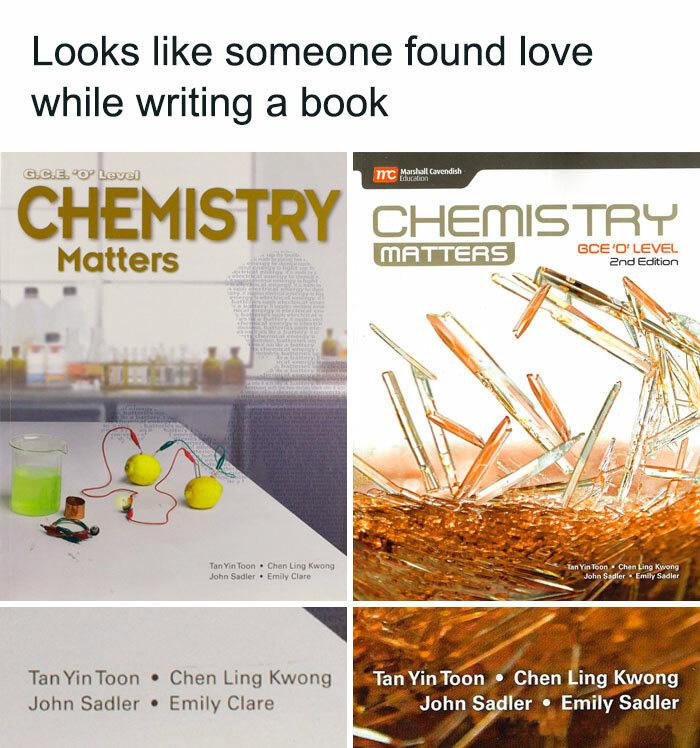 Looks like someone found love
while writing a book
G.C.E. 'O' Level
CHEMISTRY
Matters
Tan Yin Toon • Chen Ling Kwong
John Sadler • Emily Clare
mc Marshall Cavendish
Education
CHEMISTRY
MATTERS
GCE 'O' LEVEL
2nd Edition
Tan Yin Toon • Chen Ling Kwong
John Sadler • Emily Sadler
Tan Yin Toon • Chen Ling Kwong
John Sadler • Emily Clare
Tan Yin Toon • Chen Ling Kwong
John Sadler • Emily Sadler